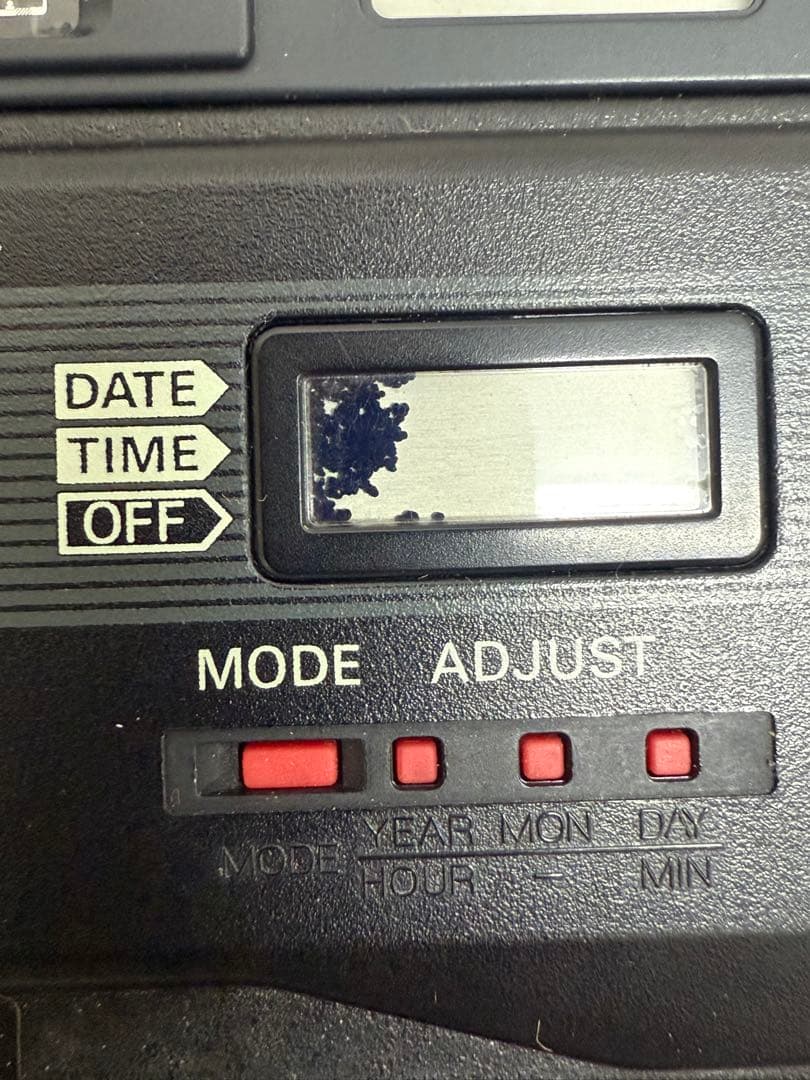 DATE
TIME
OFF
MODE ADJUST
YEAR MON DAY
MODE
HOUR – MIN